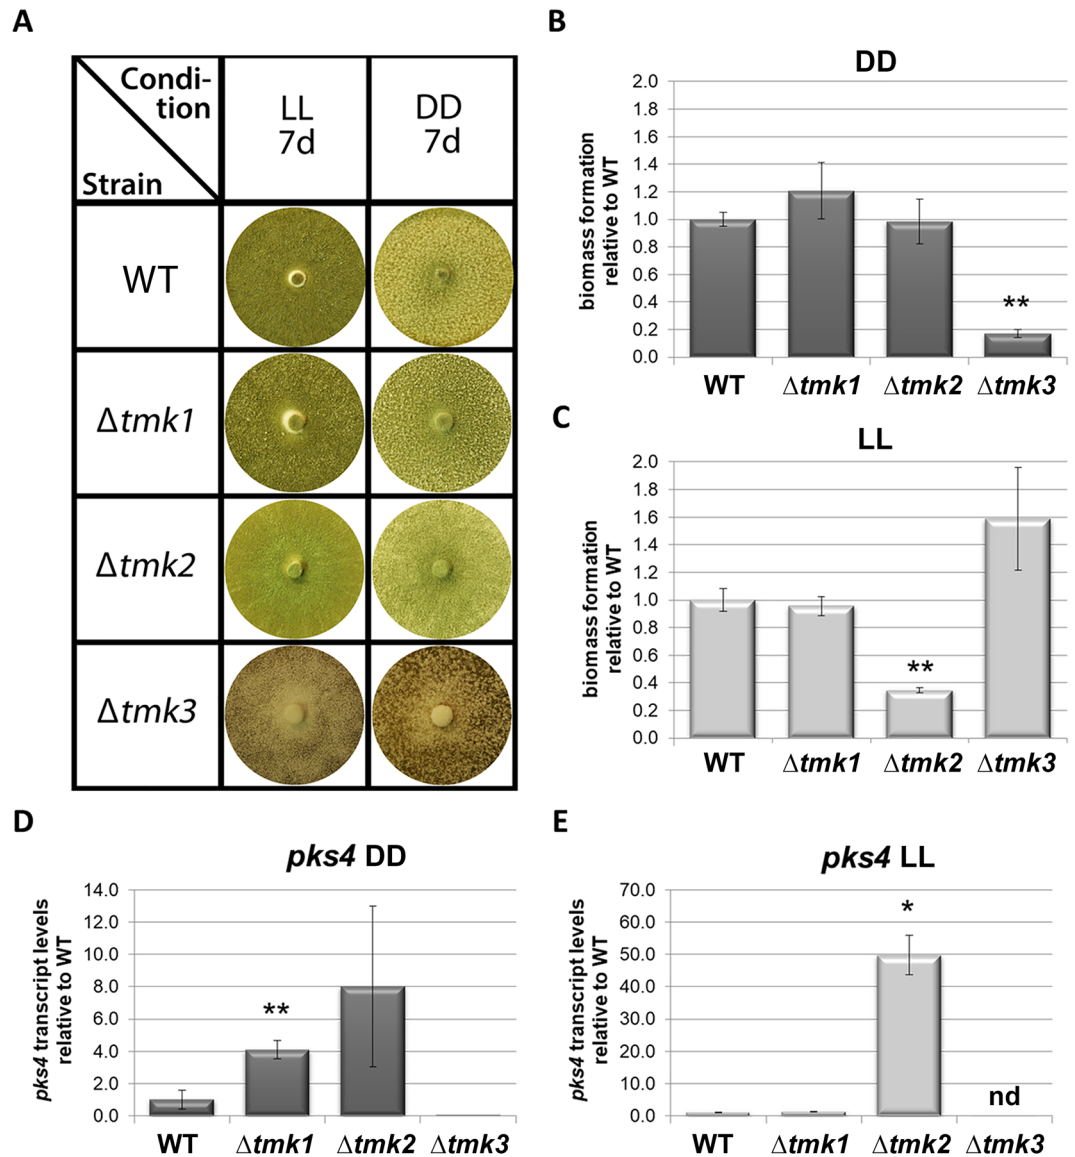 A
Condi-
tion
Strain
LL
7d
DD
7d
WT
Δtmk1
Δtmk2
Δtmk3
B
DD
biomass formation
relative to WT
2.0
1.8
1.6
1.4
1.2
1.0
0.8
0.6
0.4
0.2
0.0
**
WT Δtmk1 Δtmk2 Δtmk3
C
LL
biomass formation
relative to WT
2.0
1.8
1.6
1.4
1.2
1.0
0.8
0.6
0.4
0.2
0.0
**
WT Δtmk1 Δtmk2 Δtmk3
D
pks4 DD
pks4 transcript levels
relative to WT
14.0
12.0
10.0
8.0
6.0
4.0
2.0
0.0
**
WT Δtmk1 Δtmk2 Δtmk3
E
pks4 LL
pks4 transcript levels
relative to WT
70.0
60.0
50.0
40.0
30.0
20.0
10.0
0.0
*
nd
WT Δtmk1 Δtmk2 Δtmk3